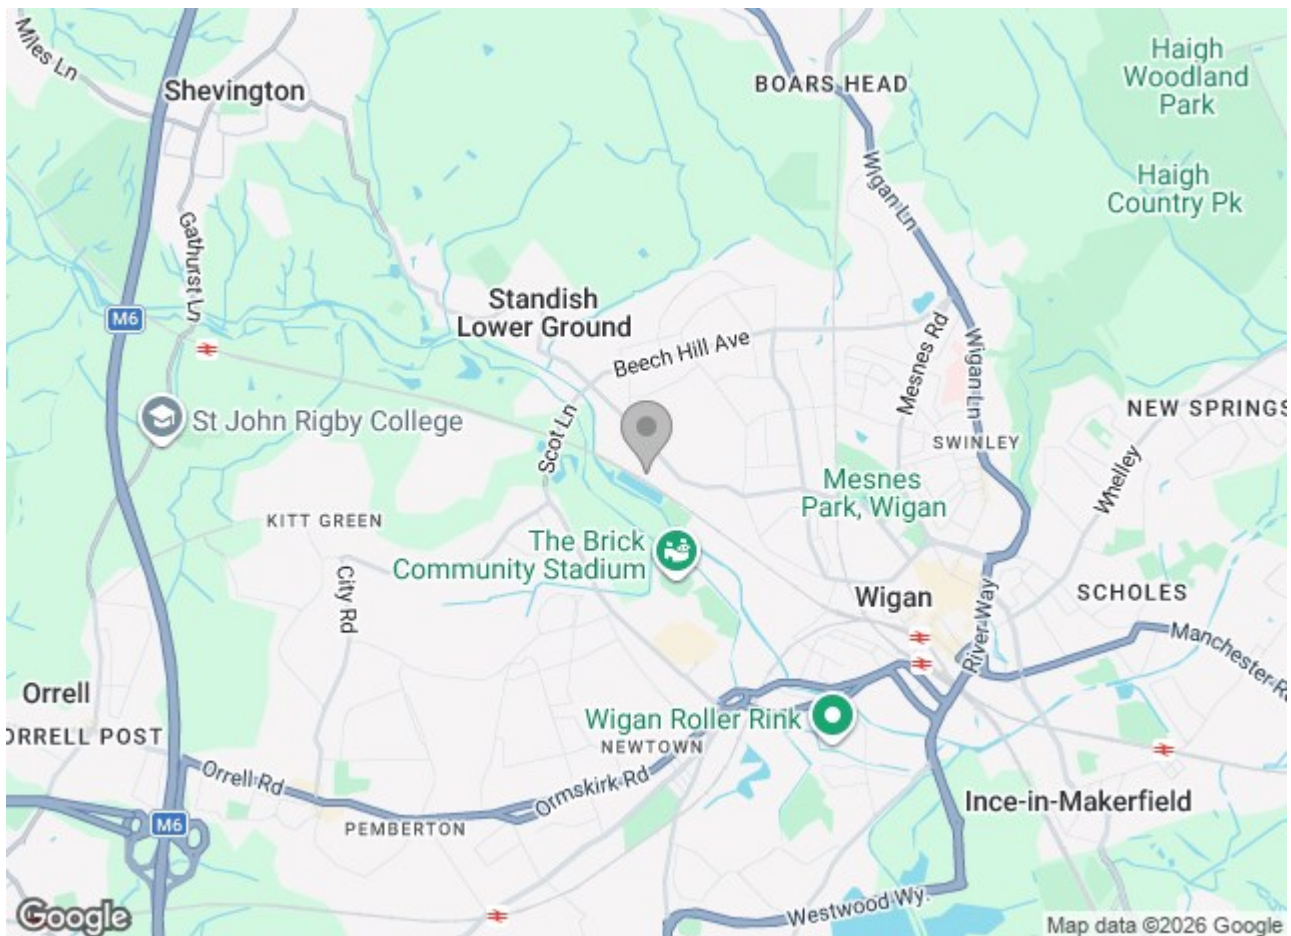 Miles Ln
Shevington
BOARS HEAD
Haigh
Woodland
Park
Haigh
Country Pk
Wigan Ln
Gathurst Ln
M6
Standish
Lower Ground
Beech Hill Ave
Mesnes Rd
Wigan Ln
St John Rigby College
Scot Ln
NEW SPRINGS
SWINLEY
Whelley
Mesnes
Park, Wigan
KITT GREEN
The Brick
Community Stadium
City Rd
Wigan
SCHOLES
River Way
Manchester Rd
Orrell
ORRELL POST
Wigan Roller Rink
NEWTOWN
Orrell Rd
Ormskirk Rd
M6
PEMBERTON
Ince-in-Makerfield
Westwood Wy.
Google
Map data ©2026 Google